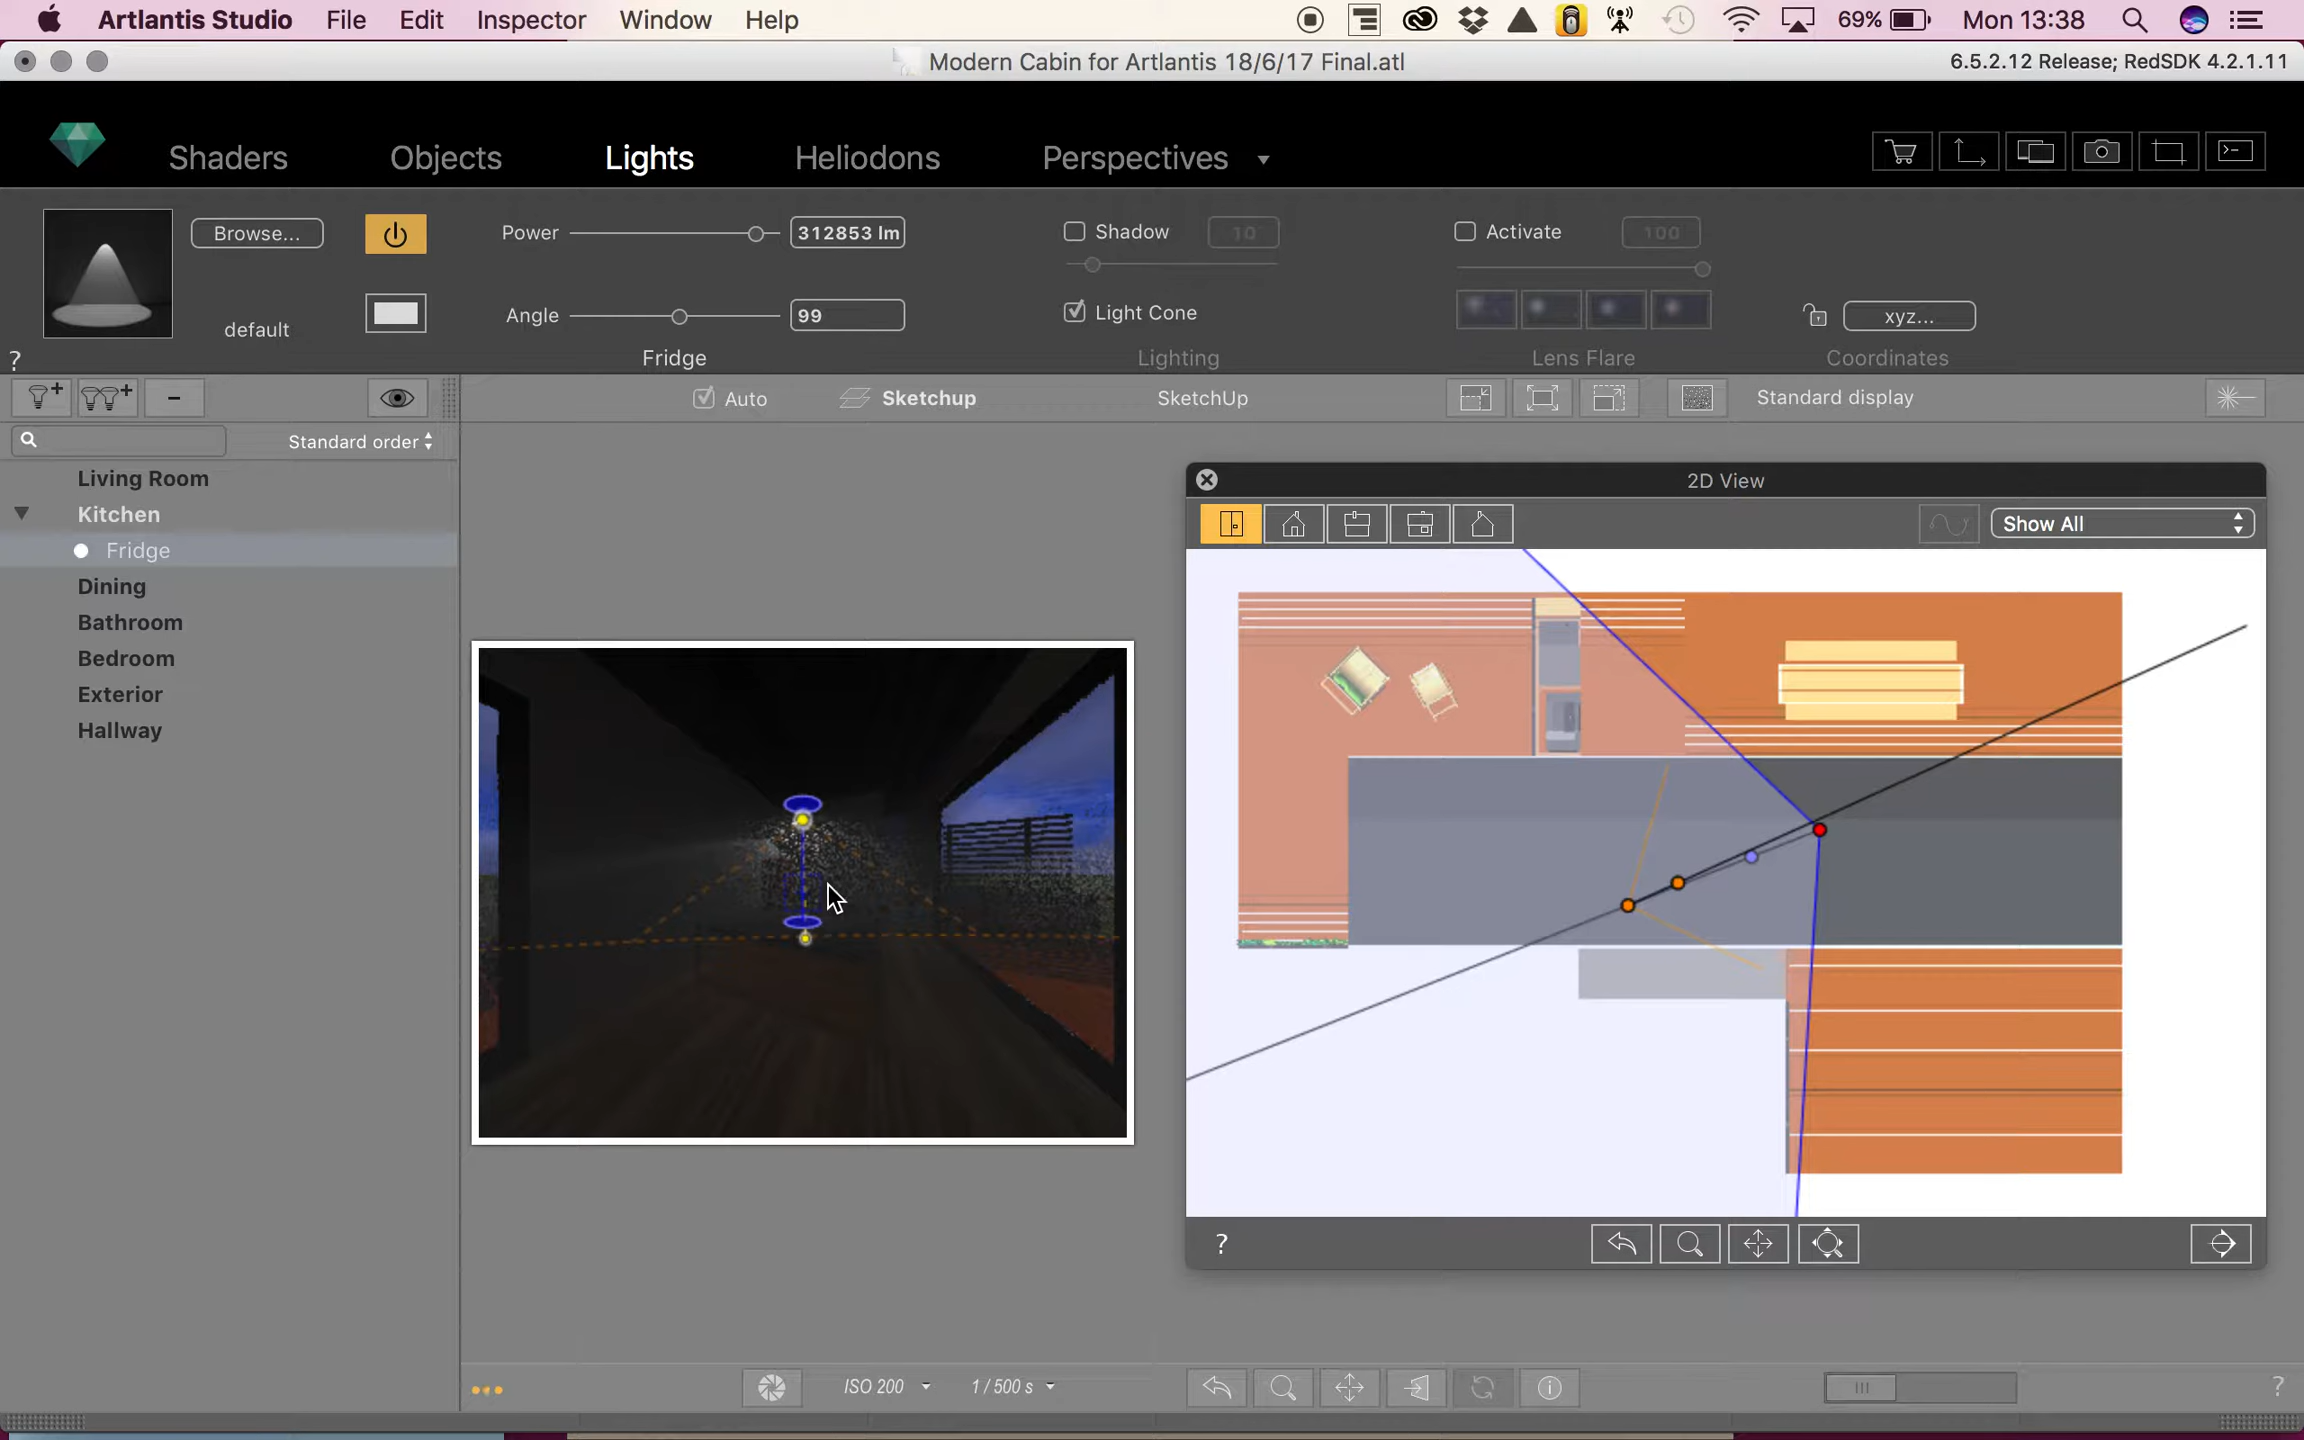 Artlantis Studio File Edit Inspector Window Help 69% Mon 13:38
Modern Cabin for Artlantis 18/6/17 Final.atl 6.5.2.12 Release; RedSDK 4.2.1.11
Shaders Objects Lights Heliodons Perspectives
Browse... Power 312853 lm Shadow 10 Activate 100
default Angle 99 Light Cone xyz...
? Fridge Lighting Lens Flare Coordinates
Auto Sketchup SketchUp Standard display
Standard order
Living Room
Kitchen
Fridge
Dining
Bathroom
Bedroom
Exterior
Hallway
2D View
Show All
?
ISO 200 1 / 500 s ?